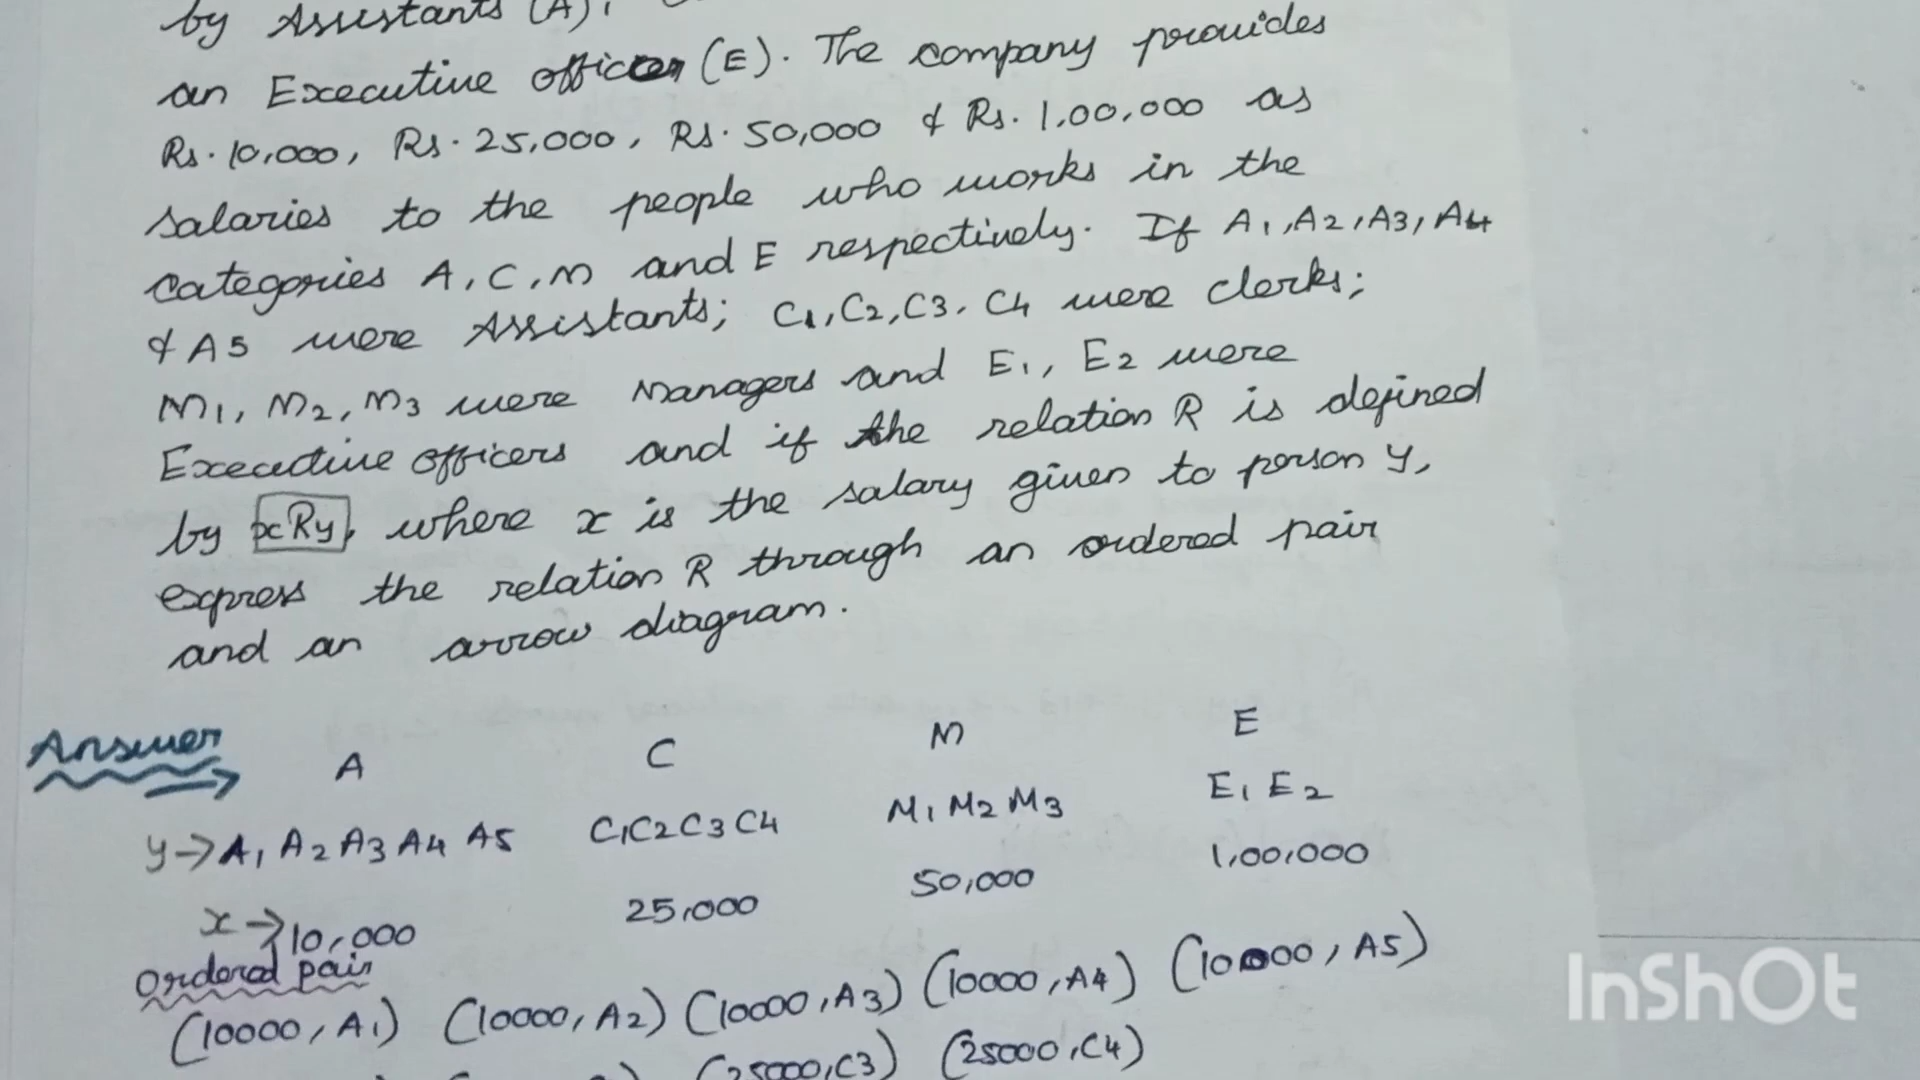 by Assistants (A),
an Executive officer (E). The company provides
Rs. 10,000, Rs. 25,000, Rs. 50,000 & Rs. 1,00,000 as
salaries to the people who works in the
categories A, C, M and E respectively. If A1, A2, A3, A4
& A5 were Assistants; C1, C2, C3, C4 were clerks;
M1, M2, M3 were Managers and E1, E2 were
Executive officers and if the relation R is defined
by xRy, where x is the salary given to person y,
express the relation R through an ordered pair
and an arrow diagram.
Answer
A C M E
y→A1 A2 A3 A4 A5 C1C2C3C4 M1 M2 M3 E1 E2
x→10,000 25,000 50,000 1,00,000
Ordered pair
(10000, A1) (10000, A2) (10000, A3) (10000, A4) (10000, A5)
(25000, C3) (25000, C4)
InShOt